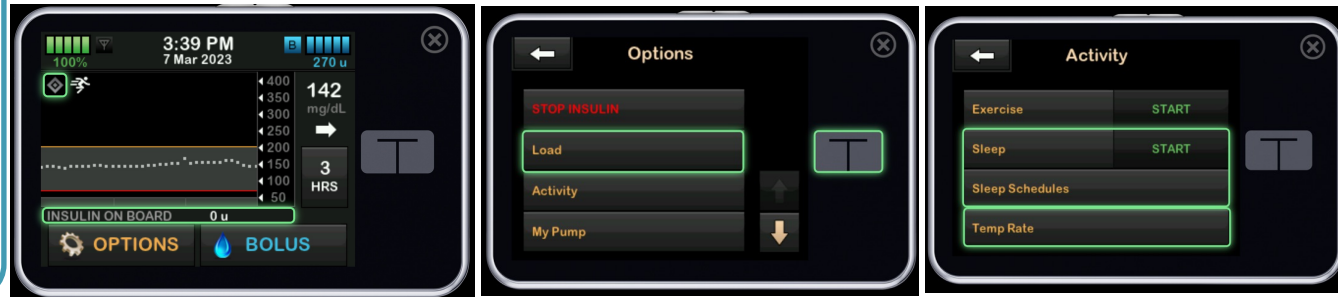 3:39 PM
100%
7 Mar 2023
B
270 u
400
350
300
250
200
150
100
50
142
mg/dL
3
HRS
INSULIN ON BOARD 0 u
OPTIONS
BOLUS
Options
STOP INSULIN
Load
Activity
My Pump
T
Activity
Exercise START
Sleep START
Sleep Schedules
Temp Rate